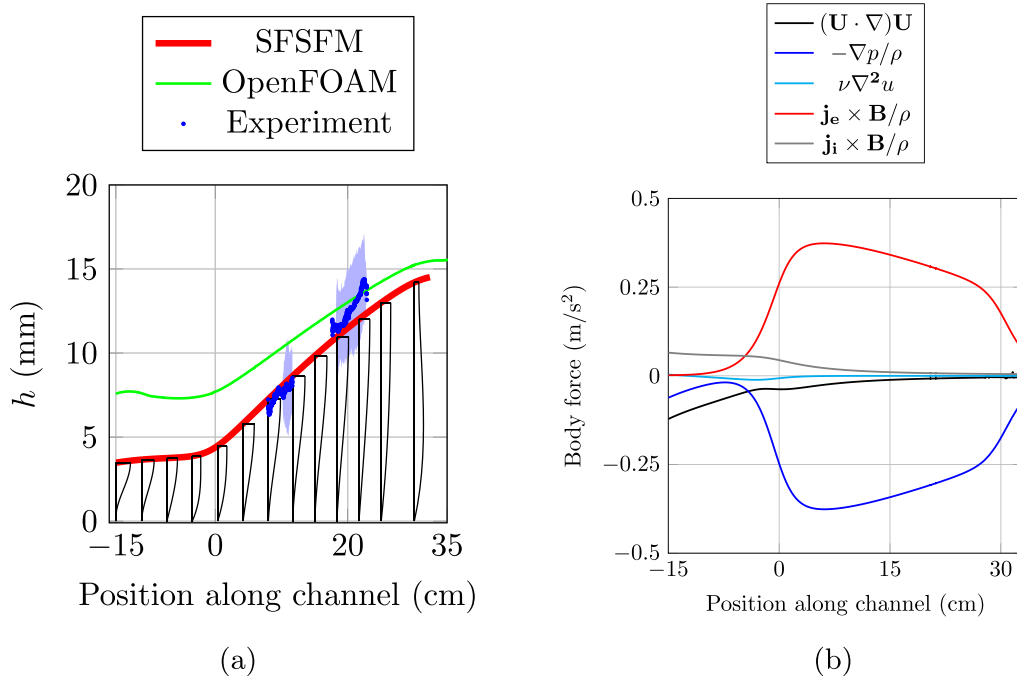 SFSFM
OpenFOAM
Experiment
20
15
10
5
0
h (mm)
−15 0 20 35
Position along channel (cm)
(a)
(U · ∇)U
−∇p/ρ
ν∇²u
jₑ × B/ρ
jᵢ × B/ρ
0.5
0.25
0
−0.25
−0.5
Body force (m/s²)
−15 0 15 30
Position along channel (cm)
(b)